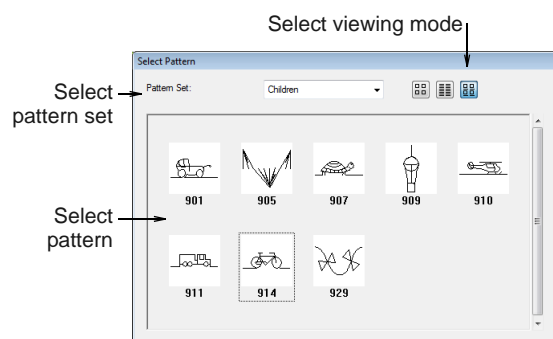 Select viewing mode
Select Pattern
Select
pattern set
Pattern Set:
Children
901 905 907 909 910
Select
pattern
911 914 929